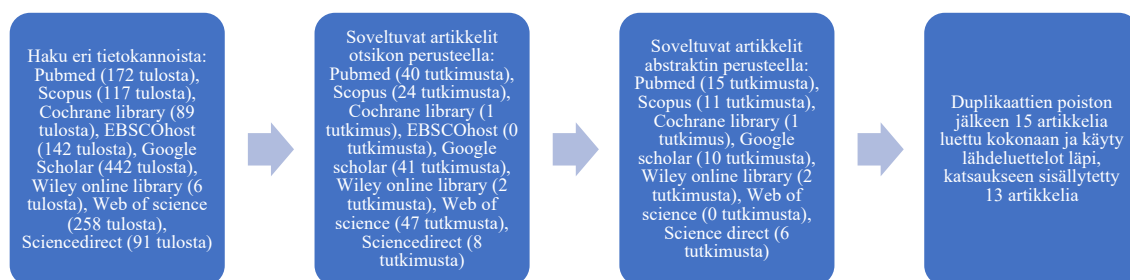 Haku eri tietokannoista:
Pubmed (172 tulosta),
Scopus (117 tulosta),
Cochrane library (89
tulosta), EBSCOhost
(142 tulosta), Google
Scholar (442 tulosta),
Wiley online library (6
tulosta), Web of science
(258 tulosta),
Sciencedirect (91 tulosta)
Soveltuvat artikkelit
otsikon perusteella:
Pubmed (40 tutkimusta),
Scopus (24 tutkimusta),
Cochrane library (1
tutkimus), EBSCOhost (0
tutkimusta), Google
scholar (41 tutkimusta),
Wiley online library (2
tutkimusta), Web of
science (47 tutkmusta),
Sciencedirect (8
tutkimusta)
Soveltuvat artikkelit
abstraktin perusteella:
Pubmed (15 tutkimusta),
Scopus (11 tutkimusta),
Cochrane library (1
tutkimus), Google
scholar (10 tutkimusta),
Wiley online library (2
tutkimusta), Web of
science (0 tutkimusta),
Science direct (6
tutkimusta)
Duplikaattien poiston
jälkeen 15 artikkelia
luettu kokonaan ja käyty
lähdeluettelot läpi,
katsaukseen sisällytetty
13 artikkelia